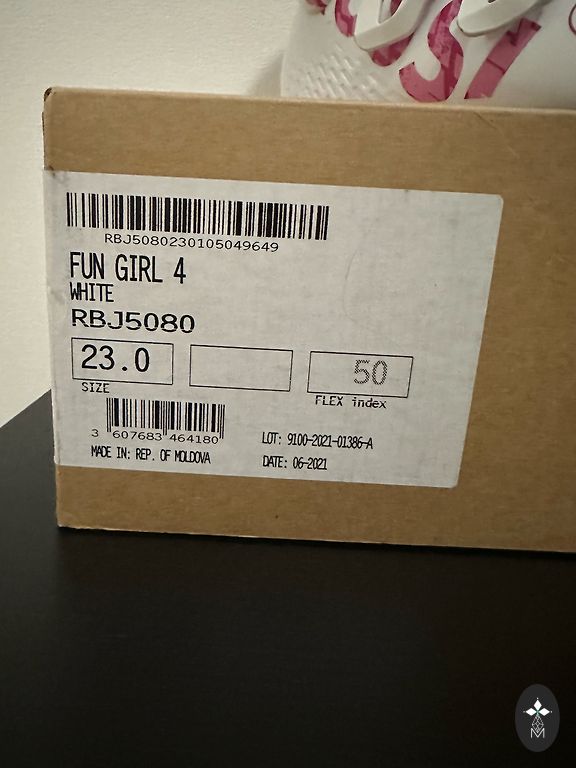 RBJ5080230105049649
FUN GIRL 4
WHITE
RBJ5080
23.0
50
SIZE
FLEX index
3 607683 464180
LOT: 9100-2021-01386-A
MADE IN: REP. OF MOLDOVA
DATE: 06-2021